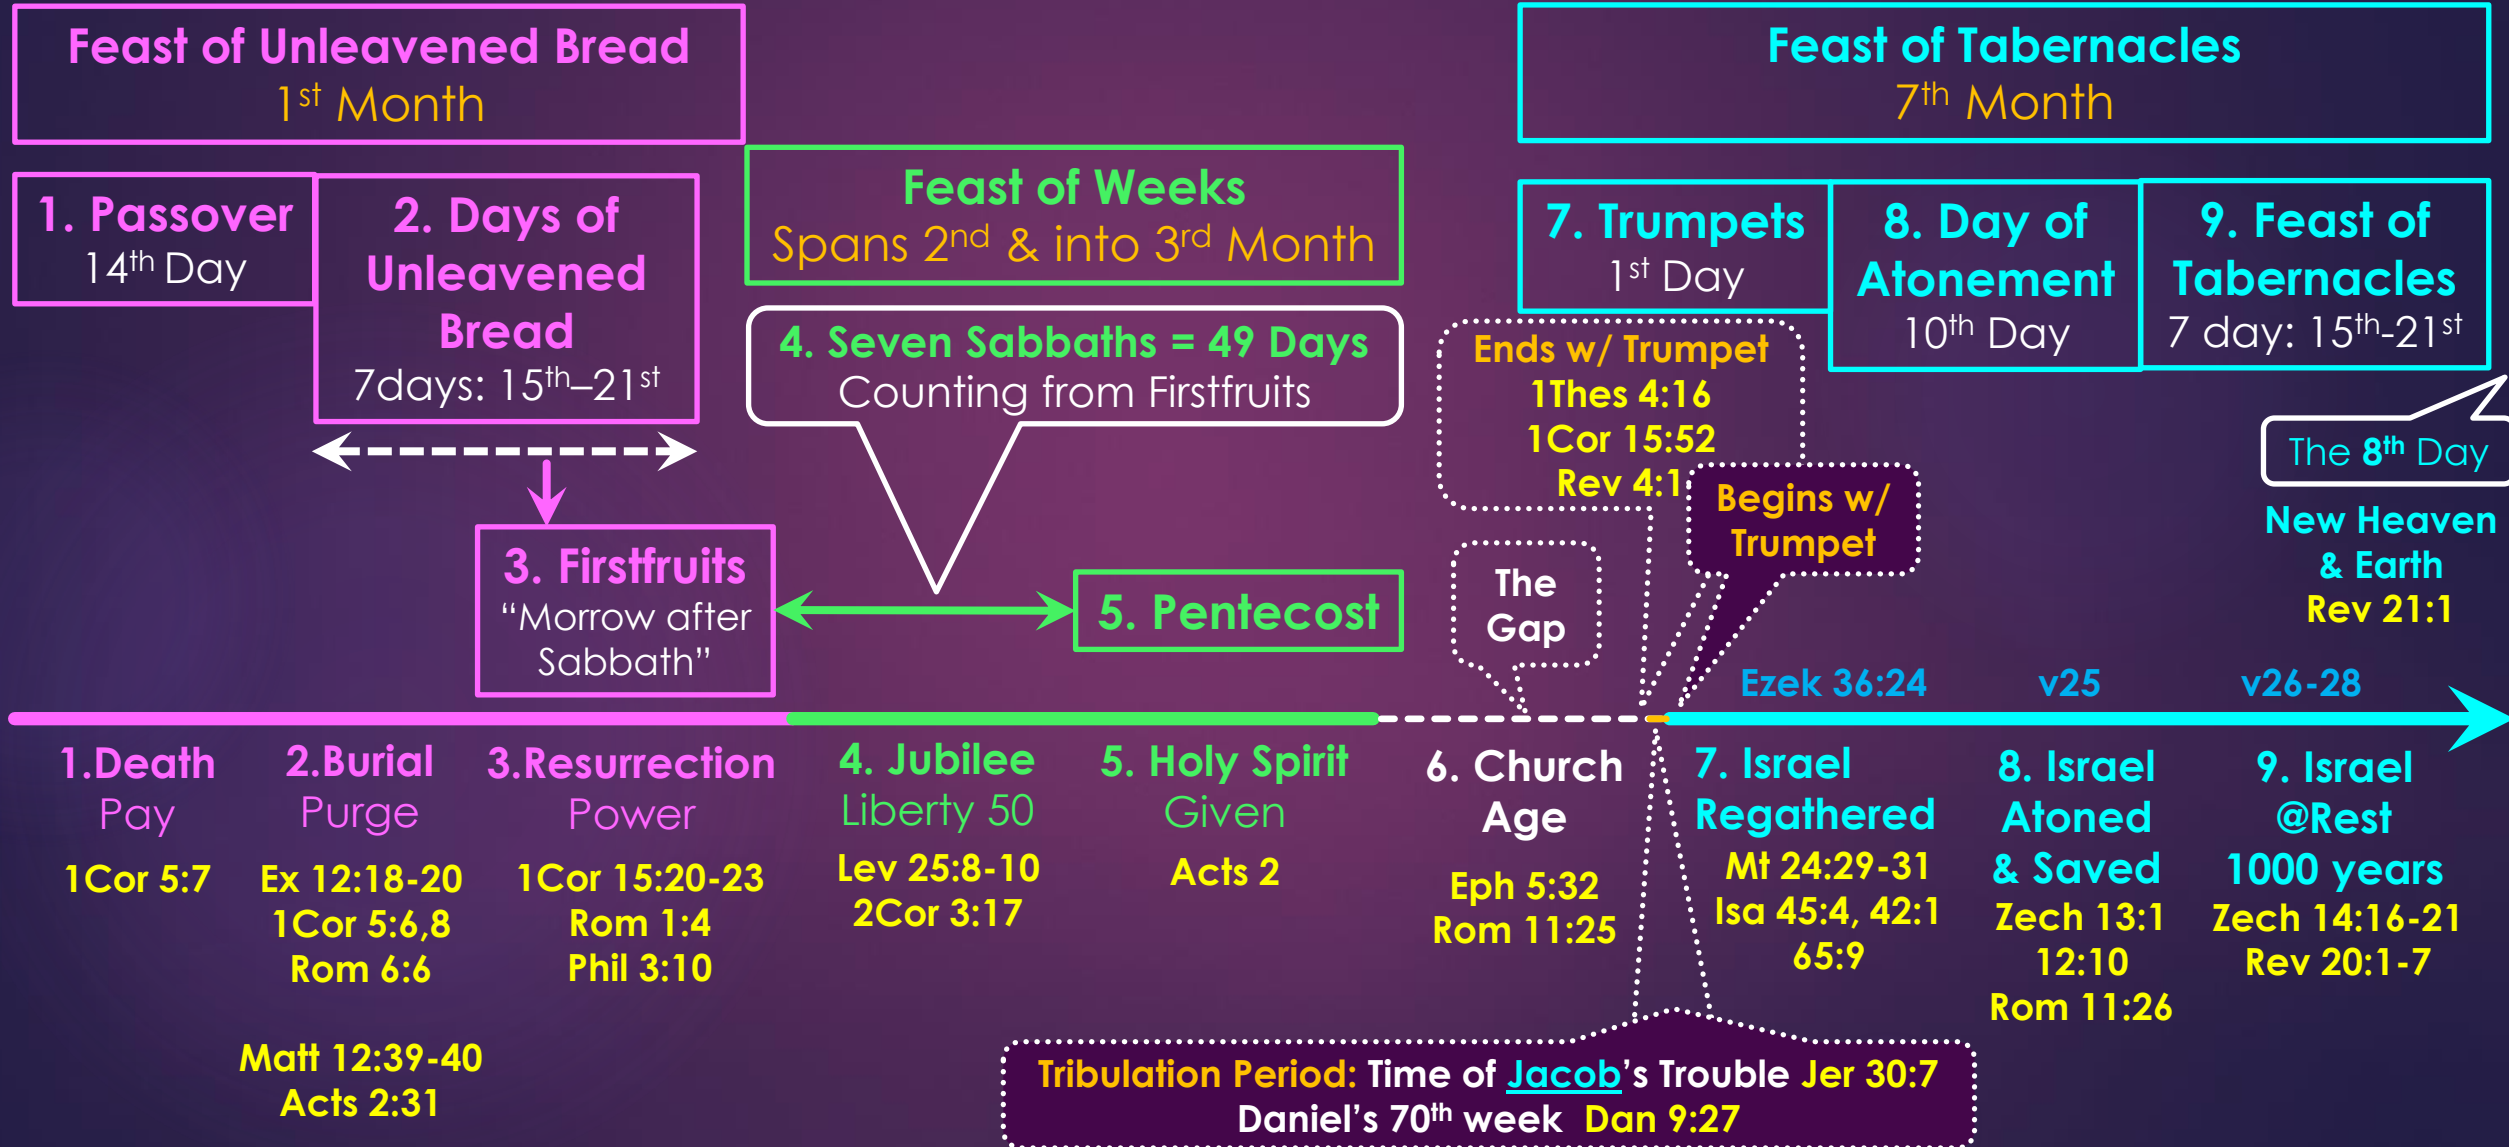 Feast of Unleavened Bread
1st Month
Feast of Tabernacles
7th Month
Feast of Weeks
Spans 2nd & into 3rd Month
1. Passover
14th Day
2. Days of
Unleavened
Bread
7days: 15th–21st
7. Trumpets
1st Day
8. Day of
Atonement
10th Day
9. Feast of
Tabernacles
7 day: 15th-21st
4. Seven Sabbaths = 49 Days
Counting from Firstfruits
Ends w/ Trumpet
1Thes 4:16
1Cor 15:52
Rev 4:1
Begins w/
Trumpet
The 8th Day
New Heaven
& Earth
Rev 21:1
3. Firstfruits
“Morrow after
Sabbath”
5. Pentecost
The
Gap
Ezek 36:24
v25
v26-28
1.Death
Pay
1Cor 5:7
2.Burial
Purge
Ex 12:18-20
1Cor 5:6,8
Rom 6:6
Matt 12:39-40
Acts 2:31
3.Resurrection
Power
1Cor 15:20-23
Rom 1:4
Phil 3:10
4. Jubilee
Liberty 50
Lev 25:8-10
2Cor 3:17
5. Holy Spirit
Given
Acts 2
6. Church
Age
Eph 5:32
Rom 11:25
7. Israel
Regathered
Mt 24:29-31
Isa 45:4, 42:1
65:9
8. Israel
Atoned
& Saved
Zech 13:1
12:10
Rom 11:26
9. Israel
@Rest
1000 years
Zech 14:16-21
Rev 20:1-7
Tribulation Period: Time of Jacob’s Trouble Jer 30:7
Daniel’s 70th week Dan 9:27